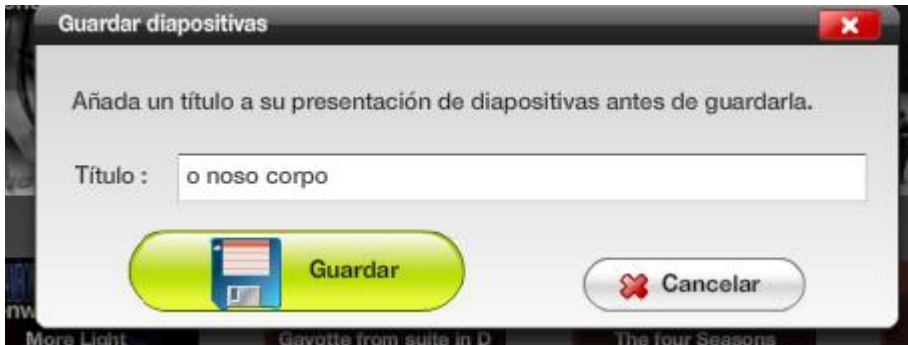 Guardar diapositivas
Añada un título a su presentación de diapositivas antes de guardarla.
Título :
o noso corpo
Guardar
Cancelar
More Light
Gavotte from suite in D
The four Seasons